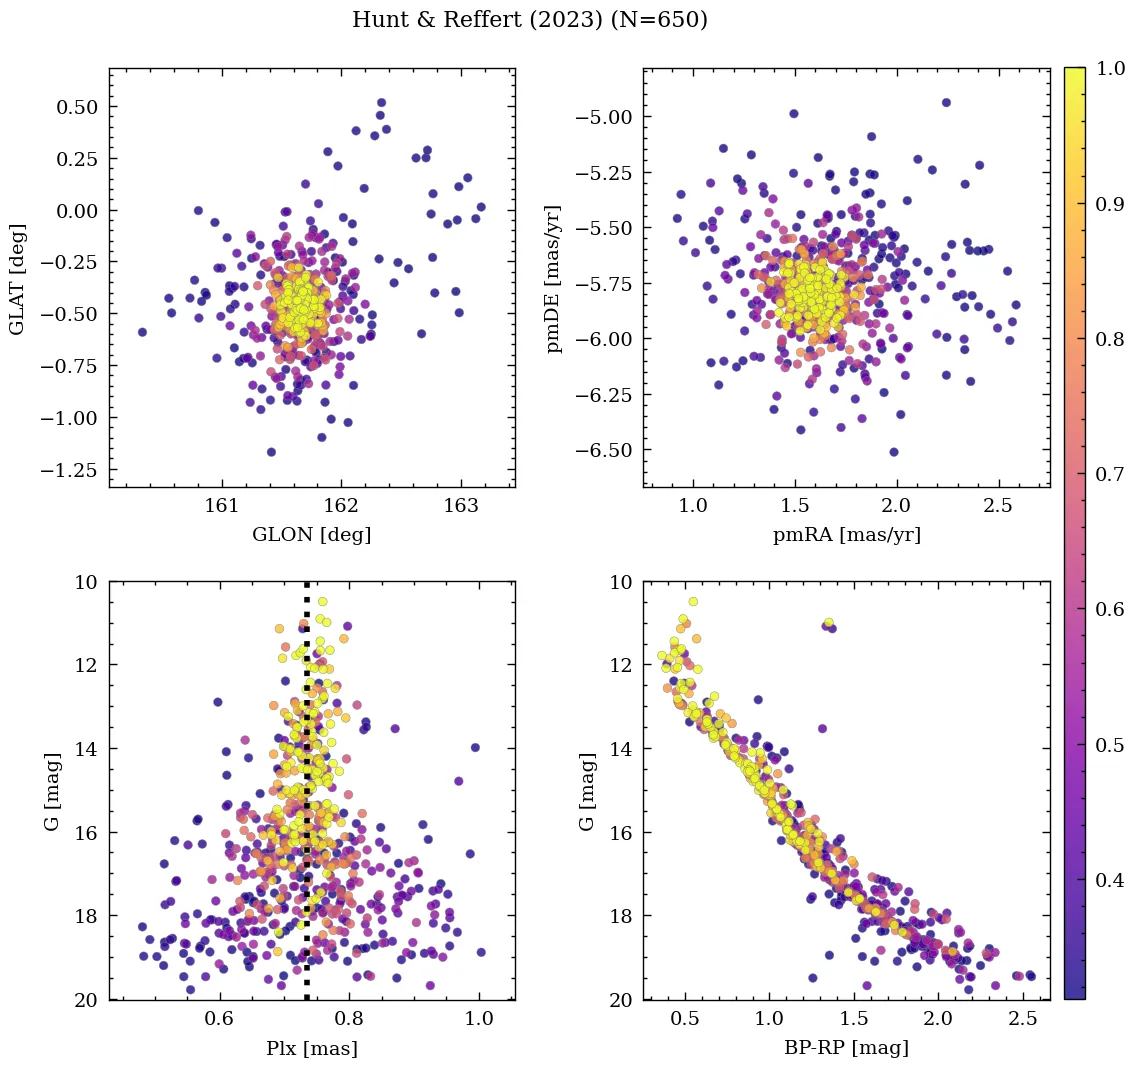 Hunt & Reffert (2023) (N=650)
0.50
0.25
0.00
−0.25
−0.50
−0.75
−1.00
−1.25
GLAT [deg]
161 162 163
GLON [deg]
−5.00
−5.25
−5.50
−5.75
−6.00
−6.25
−6.50
pmDE [mas/yr]
1.0 1.5 2.0 2.5
pmRA [mas/yr]
10
12
14
16
18
20
G [mag]
0.6 0.8 1.0
Plx [mas]
10
12
14
16
18
20
G [mag]
0.5 1.0 1.5 2.0 2.5
BP-RP [mag]
1.0
0.9
0.8
0.7
0.6
0.5
0.4